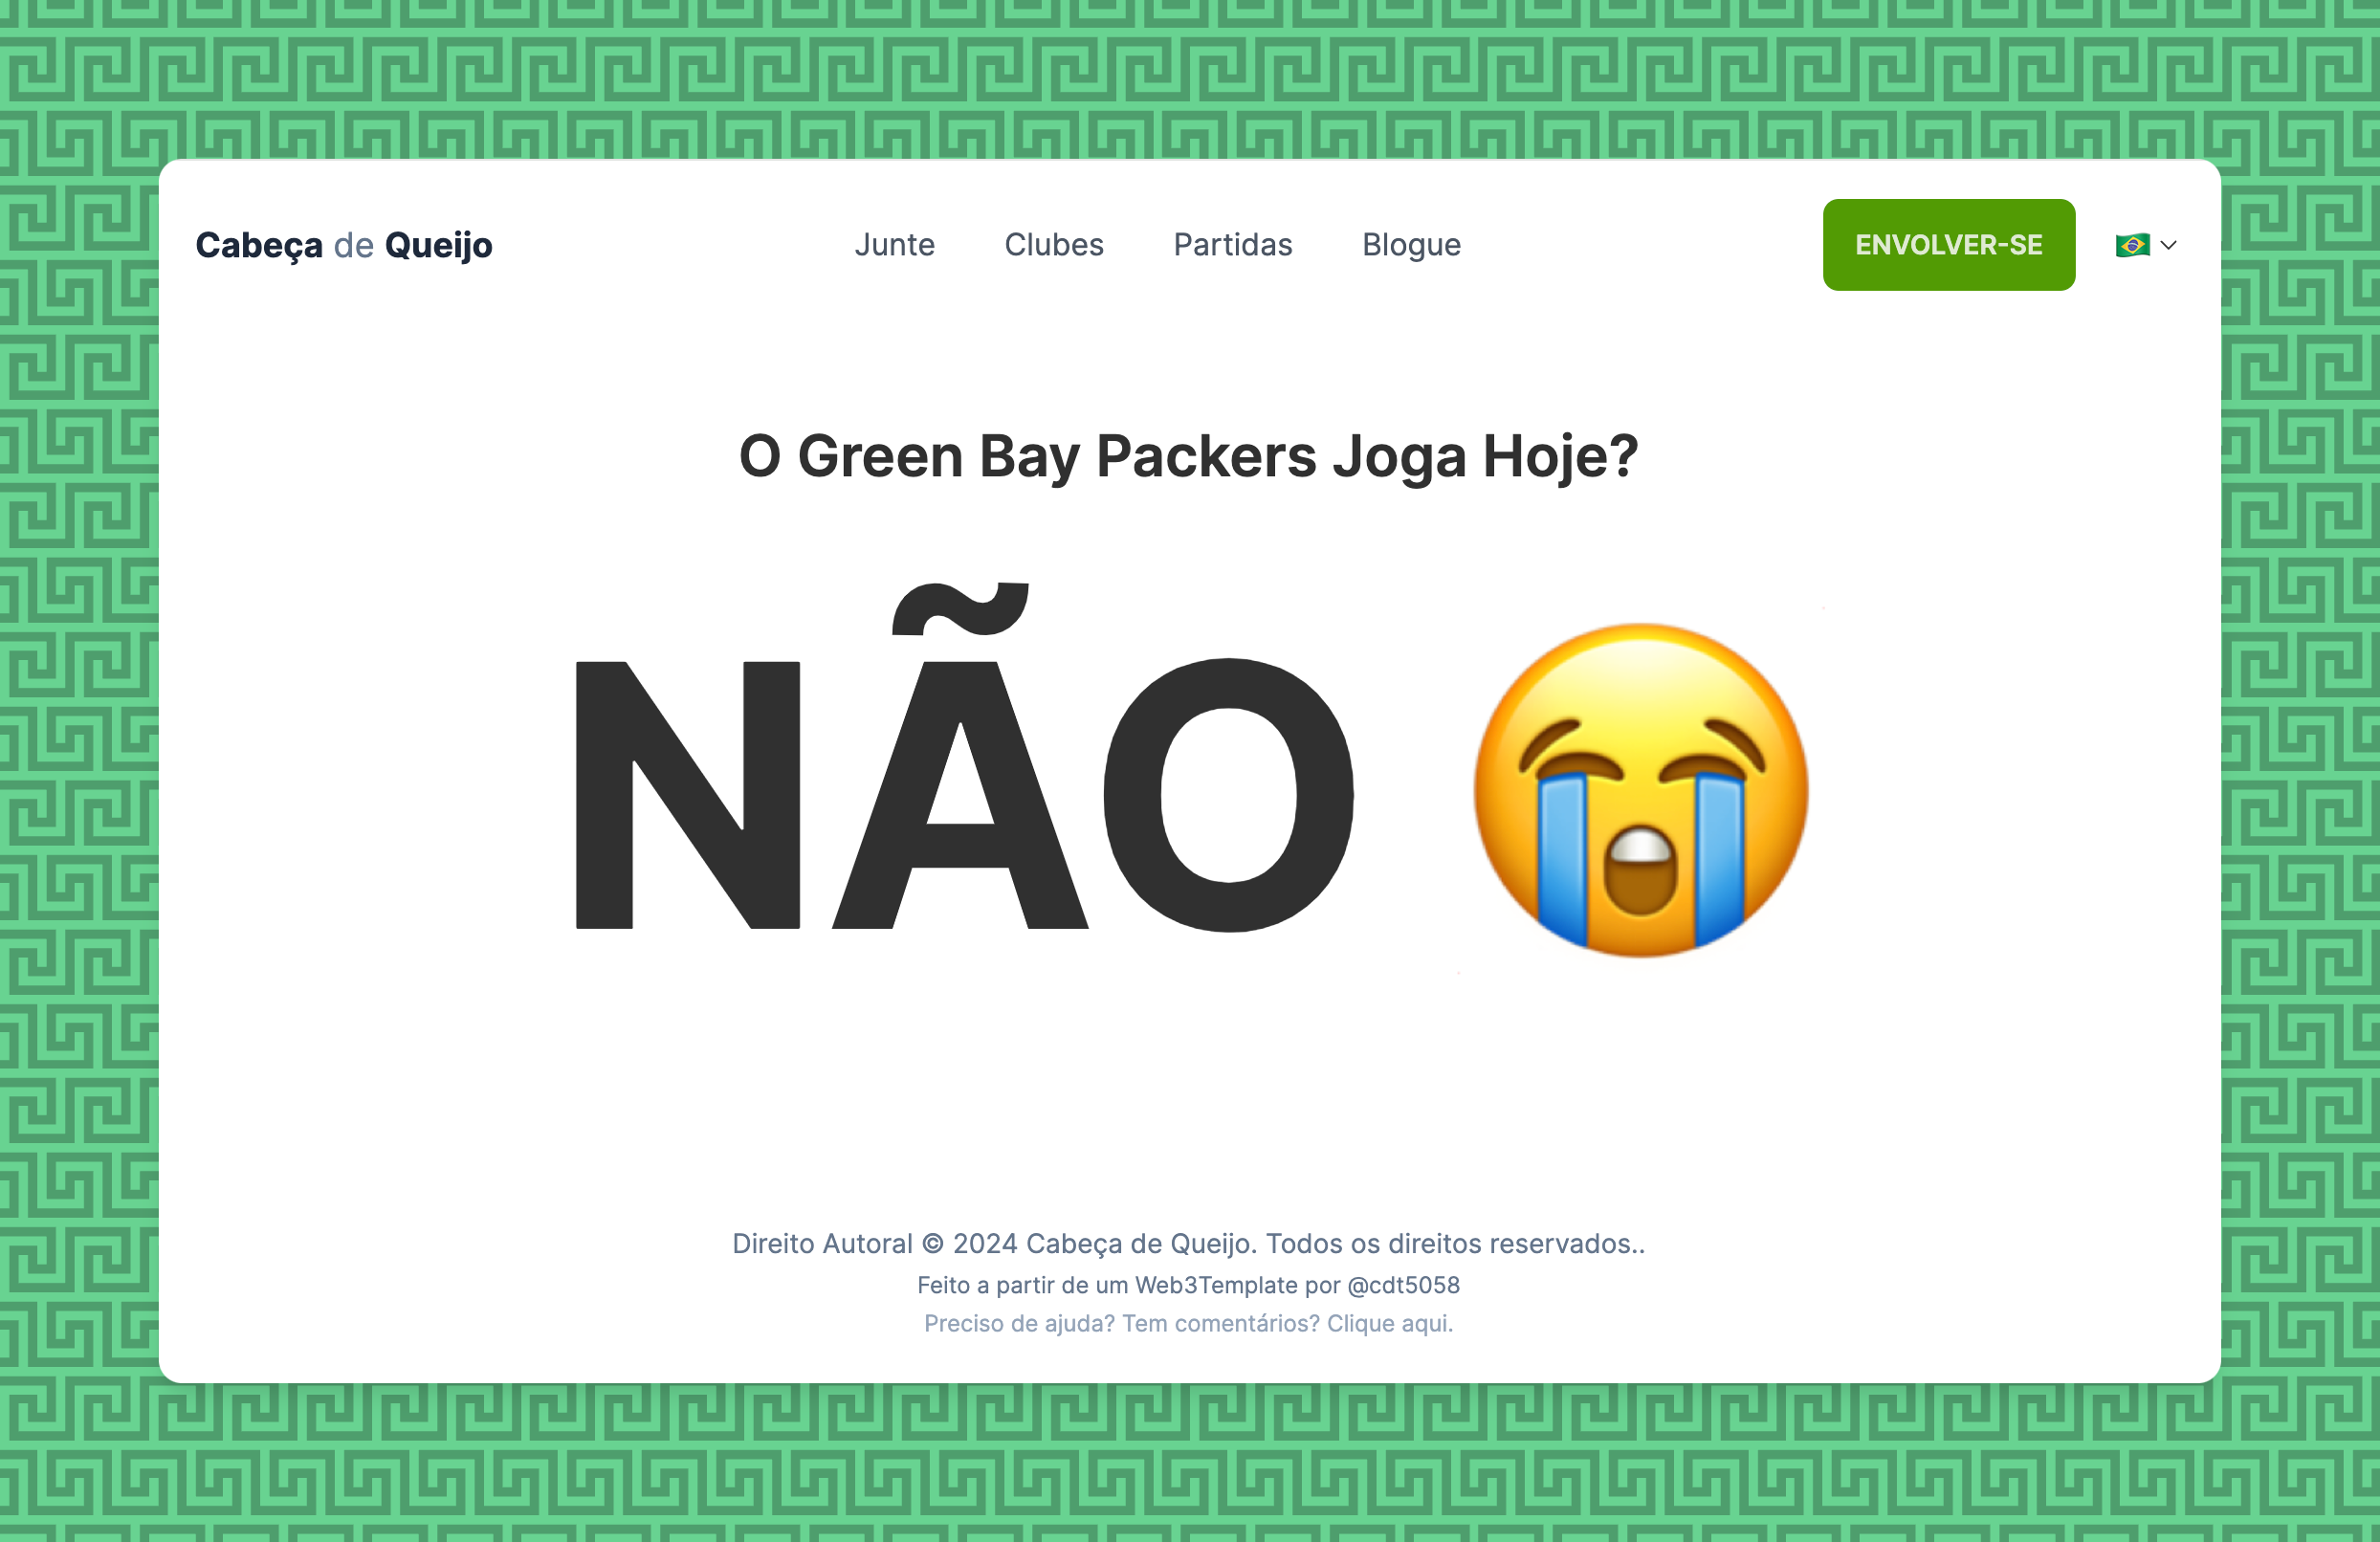 Cabeça de Queijo
Junte
Clubes
Partidas
Blogue
ENVOLVER-SE
O Green Bay Packers Joga Hoje?
NÃO
Direito Autoral © 2024 Cabeça de Queijo. Todos os direitos reservados..
Feito a partir de um Web3Template por @cdt5058
Preciso de ajuda? Tem comentários? Clique aqui.